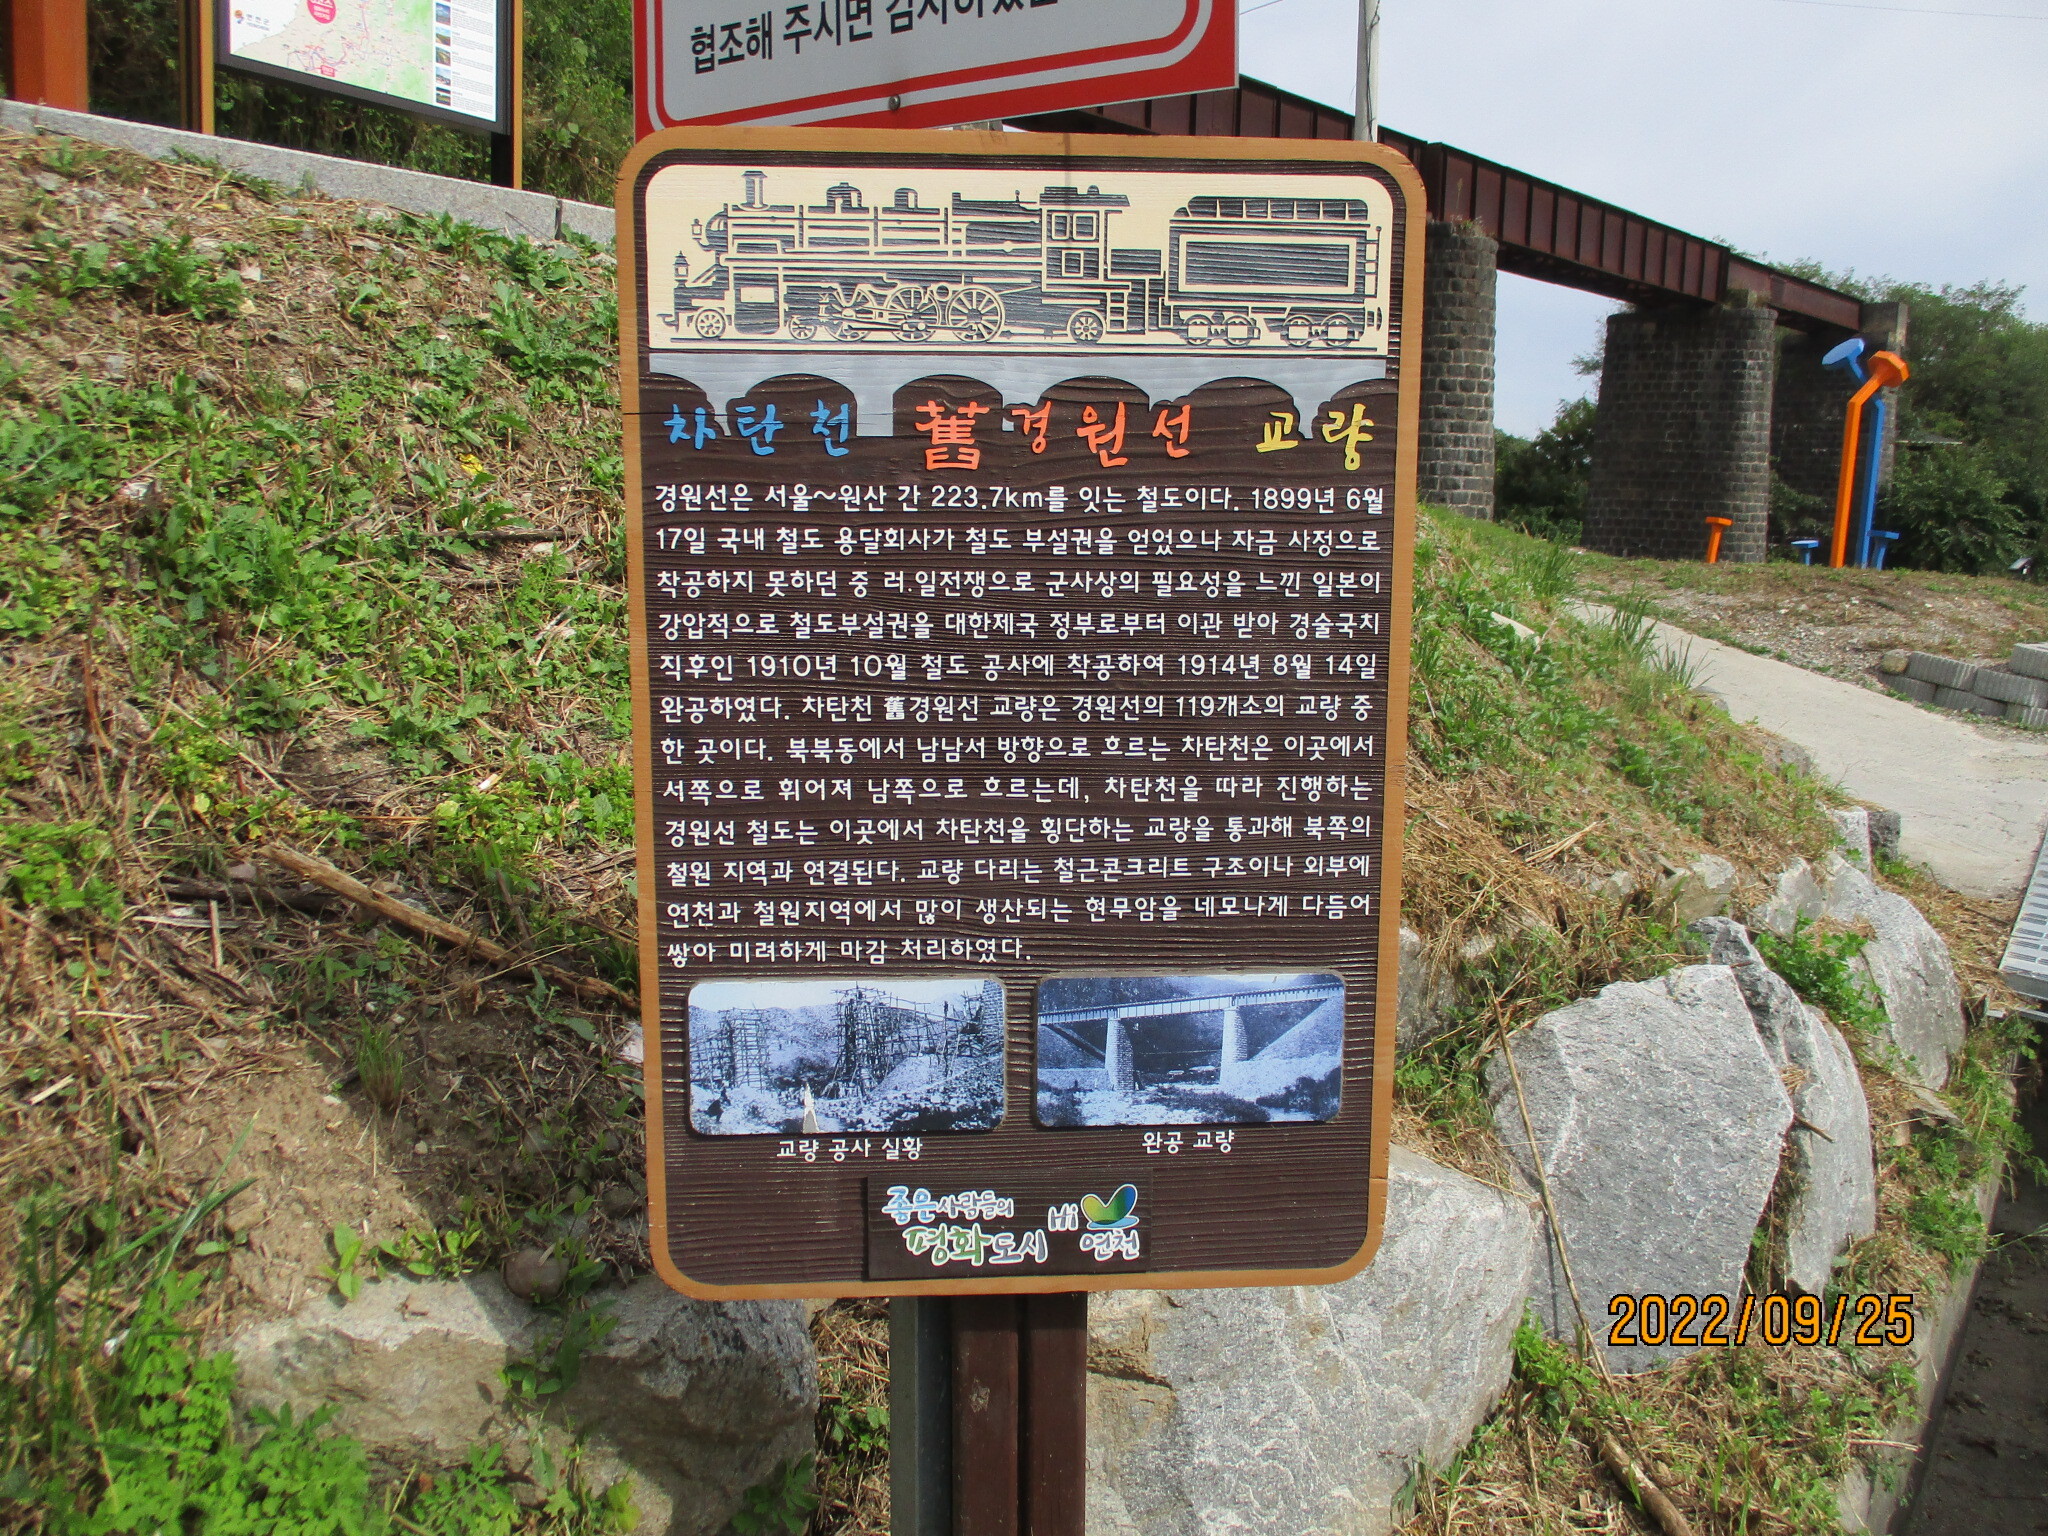 협조해 주시면
차탄천 舊경원선 교량
경원선은 서울~원산 간 223.7km를 잇는 철도이다. 1899년 6월
17일 국내 철도 용달회사가 철도 부설권을 얻었으나 자금 사정으로
착공하지 못하던 중 러.일전쟁으로 군사상의 필요성을 느낀 일본이
강압적으로 철도부설권을 대한제국 정부로부터 이관 받아 경술국치
직후인 1910년 10월 철도 공사에 착공하여 1914년 8월 14일
완공하였다. 차탄천 舊경원선 교량은 경원선의 119개소의 교량 중
한 곳이다. 북북동에서 남남서 방향으로 흐르는 차탄천은 이곳에서
서쪽으로 휘어져 남쪽으로 흐르는데, 차탄천을 따라 진행하는
경원선 철도는 이곳에서 차탄천을 횡단하는 교량을 통과해 북쪽의
철원 지역과 연결된다. 교량 다리는 철근콘크리트 구조이나 외부에
연천과 철원지역에서 많이 생산되는 현무암을 네모나게 다듬어
쌓아 미려하게 마감 처리하였다.
교량 공사 실황
완공 교량
좋은사람들의
평화도시 Hi 연천
2022/09/25